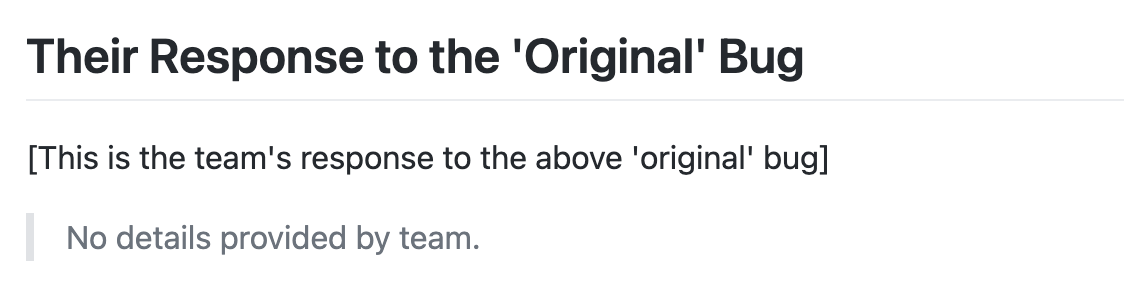 Their Response to the 'Original' Bug
[This is the team's response to the above 'original' bug]
No details provided by team.